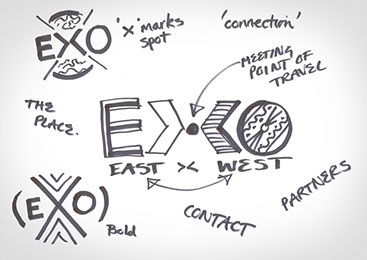 EXO
'x' marks
spot
'connection'
MEETING
POINT OF
TRAVEL
THE
PLACE.
EXO
EAST >< WEST
(EXO)
Bold
CONTACT
PARTNERS